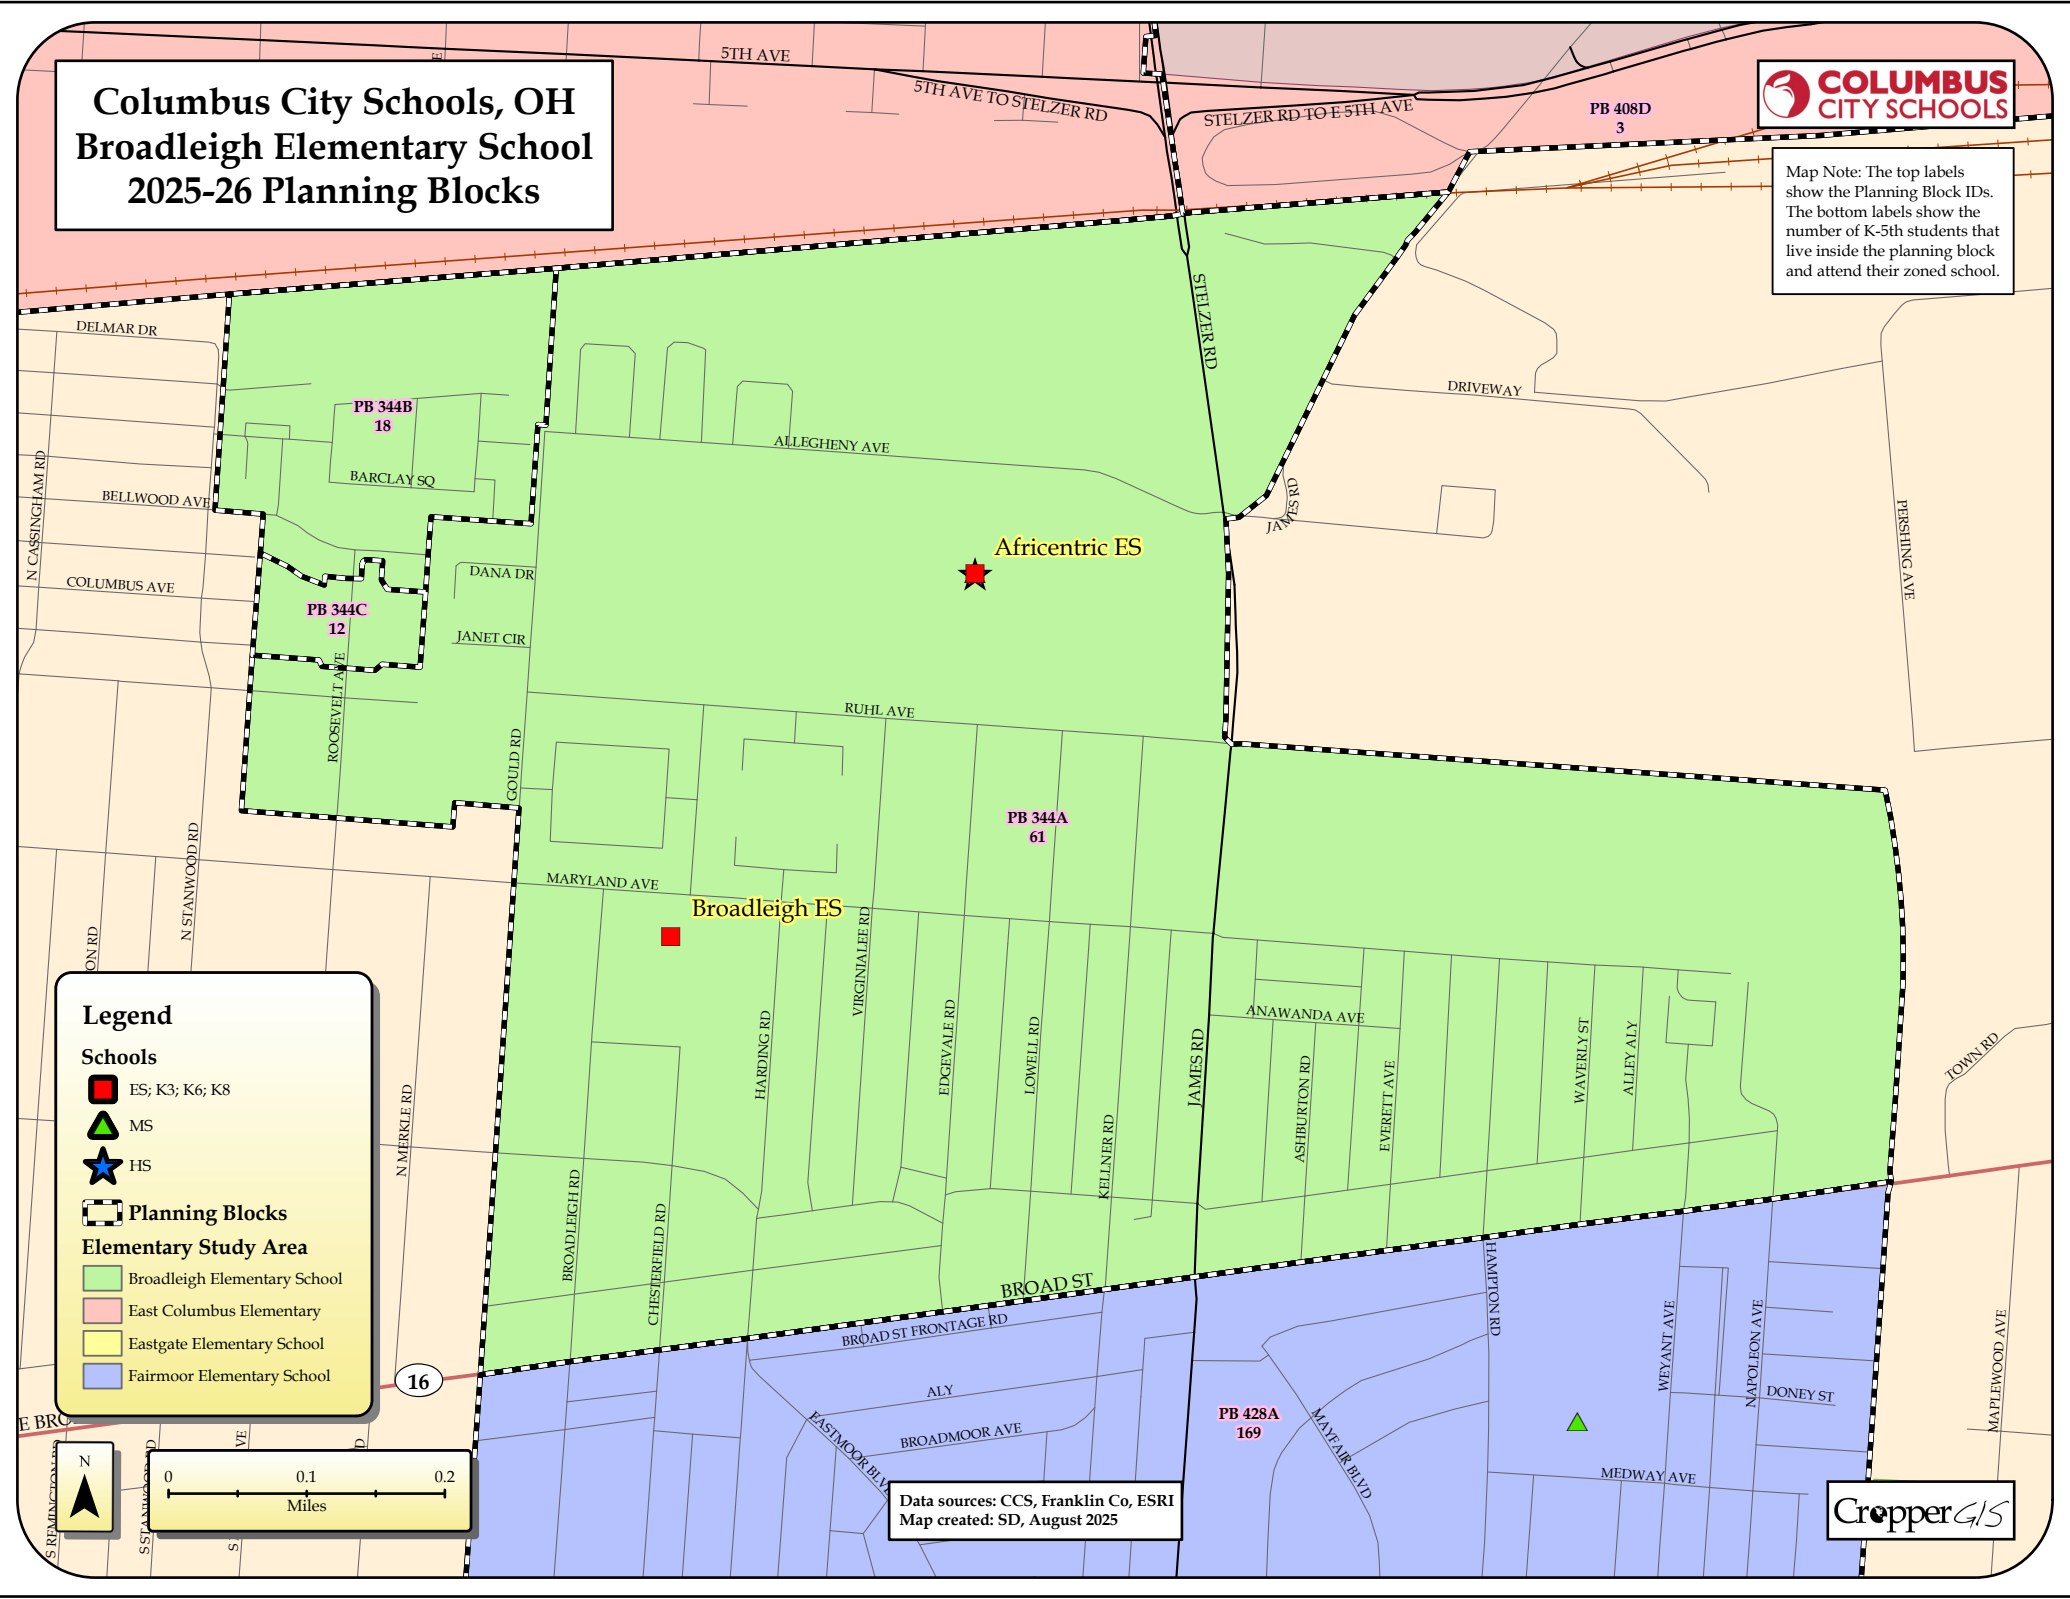 Columbus City Schools, OH
Broadleigh Elementary School
2025-26 Planning Blocks
5TH AVE
5TH AVE TO STELZER RD
STELZER RD TO E 5TH AVE
PB 408D
3
COLUMBUS
CITY SCHOOLS
Map Note: The top labels
show the Planning Block IDs.
The bottom labels show the
number of K-5th students that
live inside the planning block
and attend their zoned school.
DELMAR DR
STELZER RD
DRIVEWAY
PB 344B
18
ALLEGHENY AVE
BARCLAY SQ
BELLWOOD AVE
N CASSINGHAM RD
JAMES RD
PERSHING AVE
Africentric ES
DANA DR
COLUMBUS AVE
PB 344C
12
JANET CIR
ROOSEVELT AVE
RUHL AVE
GOULD RD
PB 344A
61
N STANWOOD RD
MARYLAND AVE
Broadleigh ES
VIRGINIALEE RD
ON RD
HARDING RD
EDGEVALE RD
LOWELL RD
JAMES RD
ANAWANDA AVE
ASHBURTON RD
EVERETT AVE
WAVERLY ST
ALLEY ALY
TOWN RD
N MERKLE RD
KELLNER RD
BROADLEIGH RD
CHESTERFIELD RD
BROAD ST
BROAD ST FRONTAGE RD
HAMPTON RD
WEYANT AVE
NAPOLEON AVE
MAPLEWOOD AVE
Legend
Schools
ES; K3; K6; K8
MS
HS
Planning Blocks
Elementary Study Area
Broadleigh Elementary School
East Columbus Elementary
Eastgate Elementary School
Fairmoor Elementary School
16
E BRO
ALY
DONEY ST
EASTMOOR BLV
BROADMOOR AVE
PB 428A
169
MAYFAIR BLVD
MEDWAY AVE
S REMINGTON RD
S STANWOOD RD
N
0 0.1 0.2
Miles
Data sources: CCS, Franklin Co, ESRI
Map created: SD, August 2025
CropperGIS